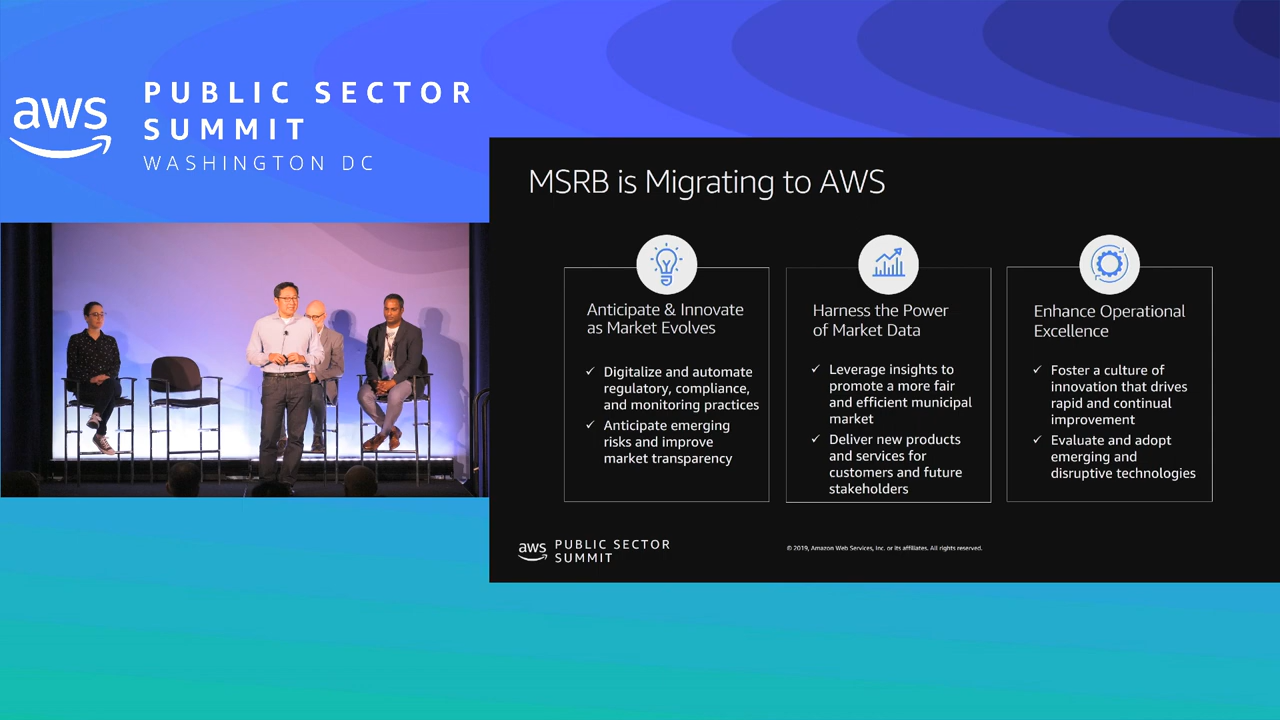 aws
PUBLIC SECTOR
SUMMIT
WASHINGTON DC
MSRB is Migrating to AWS
Anticipate & Innovate
as Market Evolves
✓ Digitalize and automate
regulatory, compliance,
and monitoring practices
✓ Anticipate emerging
risks and improve
market transparency
Harness the Power
of Market Data
✓ Leverage insights to
promote a more fair
and efficient municipal
market
✓ Deliver new products
and services for
customers and future
stakeholders
Enhance Operational
Excellence
✓ Foster a culture of
innovation that drives
rapid and continual
improvement
✓ Evaluate and adopt
emerging and
disruptive technologies
aws
PUBLIC SECTOR
SUMMIT
© 2019, Amazon Web Services, Inc. or its affiliates. All rights reserved.